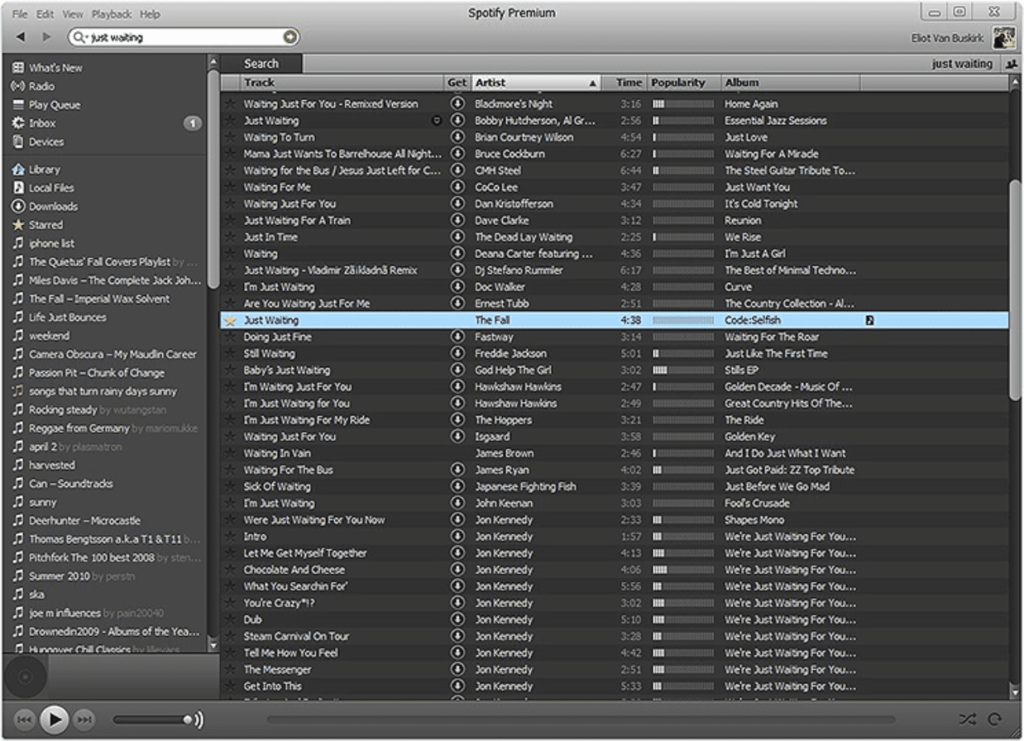 File Edit View Playback Help
Spotify Premium
just waiting
Eliot Van Buskirk
What's New
Radio
Play Queue
Inbox 1
Devices
Library
Local Files
Downloads
Starred
iphone list
The Quietus' Fall Covers Playlist by ...
Miles Davis – The Complete Jack Joh...
The Fall – Imperial Wax Solvent
Life Just Bounces
weekend
Camera Obscura – My Maudlin Career
Passion Pit – Chunk of Change
songs that turn rainy days sunny
Rocking steady by wutangstan
Reggae from Germany by mariomukke
april 2 by plasmatron
harvested
Can – Soundtracks
sunny
Deerhunter – Microcastle
Thomas Bengtsson a.k.a T1 & T11 b...
Pitchfork The 100 best 2008 by sten...
Summer 2010 by perstn
ska
joe m influences by pain20040
Drownedin2009 - Albums of the Yea...
Hungover Chill Classics by
Search
just waiting
Track Get Artist Time Popularity Album
Waiting Just For You - Remixed Version Blackmore's Night 3:16 Home Again
Just Waiting Bobby Hutcherson, Al Gr... 2:56 Essential Jazz Sessions
Waiting To Turn Brian Courtney Wilson 4:54 Just Love
Mama Just Wants To Barrelhouse All Night... Bruce Cockburn 6:27 Waiting For A Miracle
Waiting for the Bus / Jesus Just Left for C... CMH Steel 6:44 The Steel Guitar Tribute To...
Waiting For Me CoCo Lee 3:47 Just Want You
Waiting Just For You Dan Kristofferson 4:34 It's Cold Tonight
Just Waiting For A Train Dave Clarke 3:12 Reunion
Just In Time The Dead Lay Waiting 2:25 We Rise
Waiting Deana Carter featuring ... 4:36 I'm Just A Girl
Just Waiting - Vladimir Zãikladnã Remix Dj Stefano Rummler 6:17 The Best of Minimal Techno...
I'm Just Waiting Doc Walker 4:28 Curve
Are You Waiting Just For Me Ernest Tubb 2:51 The Country Collection - Al...
Just Waiting The Fall 4:38 Code:Selfish
Doing Just Fine Fastway 3:14 Waiting For The Roar
Still Waiting Freddie Jackson 5:01 Just Like The First Time
Baby's Just Waiting God Help The Girl 3:02 Stills EP
I'm Just Waiting For You Hawkshaw Hawkins 2:47 Golden Decade - Music Of ...
I'm Just Waiting for You Hawshaw Hawkins 2:49 Great Country Hits Of The...
I'm Just Waiting For My Ride The Hoppers 3:21 The Ride
Waiting Just For You Isgaard 3:58 Golden Key
Waiting In Vain James Brown 2:46 And I Do Just What I Want
Waiting For The Bus James Ryan 4:02 Just Got Paid: ZZ Top Tribute
Sick Of Waiting Japanese Fighting Fish 3:39 Just Before We Go Mad
I'm Just Waiting John Keenan 3:03 Fool's Crusade
Were Just Waiting For You Now Jon Kennedy 2:33 Shapes Mono
Intro Jon Kennedy 1:57 We're Just Waiting For You...
Let Me Get Myself Together Jon Kennedy 4:13 We're Just Waiting For You...
Chocolate And Cheese Jon Kennedy 4:06 We're Just Waiting For You...
What You Searchin For' Jon Kennedy 5:56 We're Just Waiting For You...
You're Crazy*!? Jon Kennedy 3:02 We're Just Waiting For You...
Dub Jon Kennedy 5:10 We're Just Waiting For You...
Steam Carnival On Tour Jon Kennedy 3:28 We're Just Waiting For You...
Tell Me How You Feel Jon Kennedy 4:42 We're Just Waiting For You...
The Messenger Jon Kennedy 2:51 We're Just Waiting For You...
Get Into This Jon Kennedy 5:33 We're Just Waiting For You...